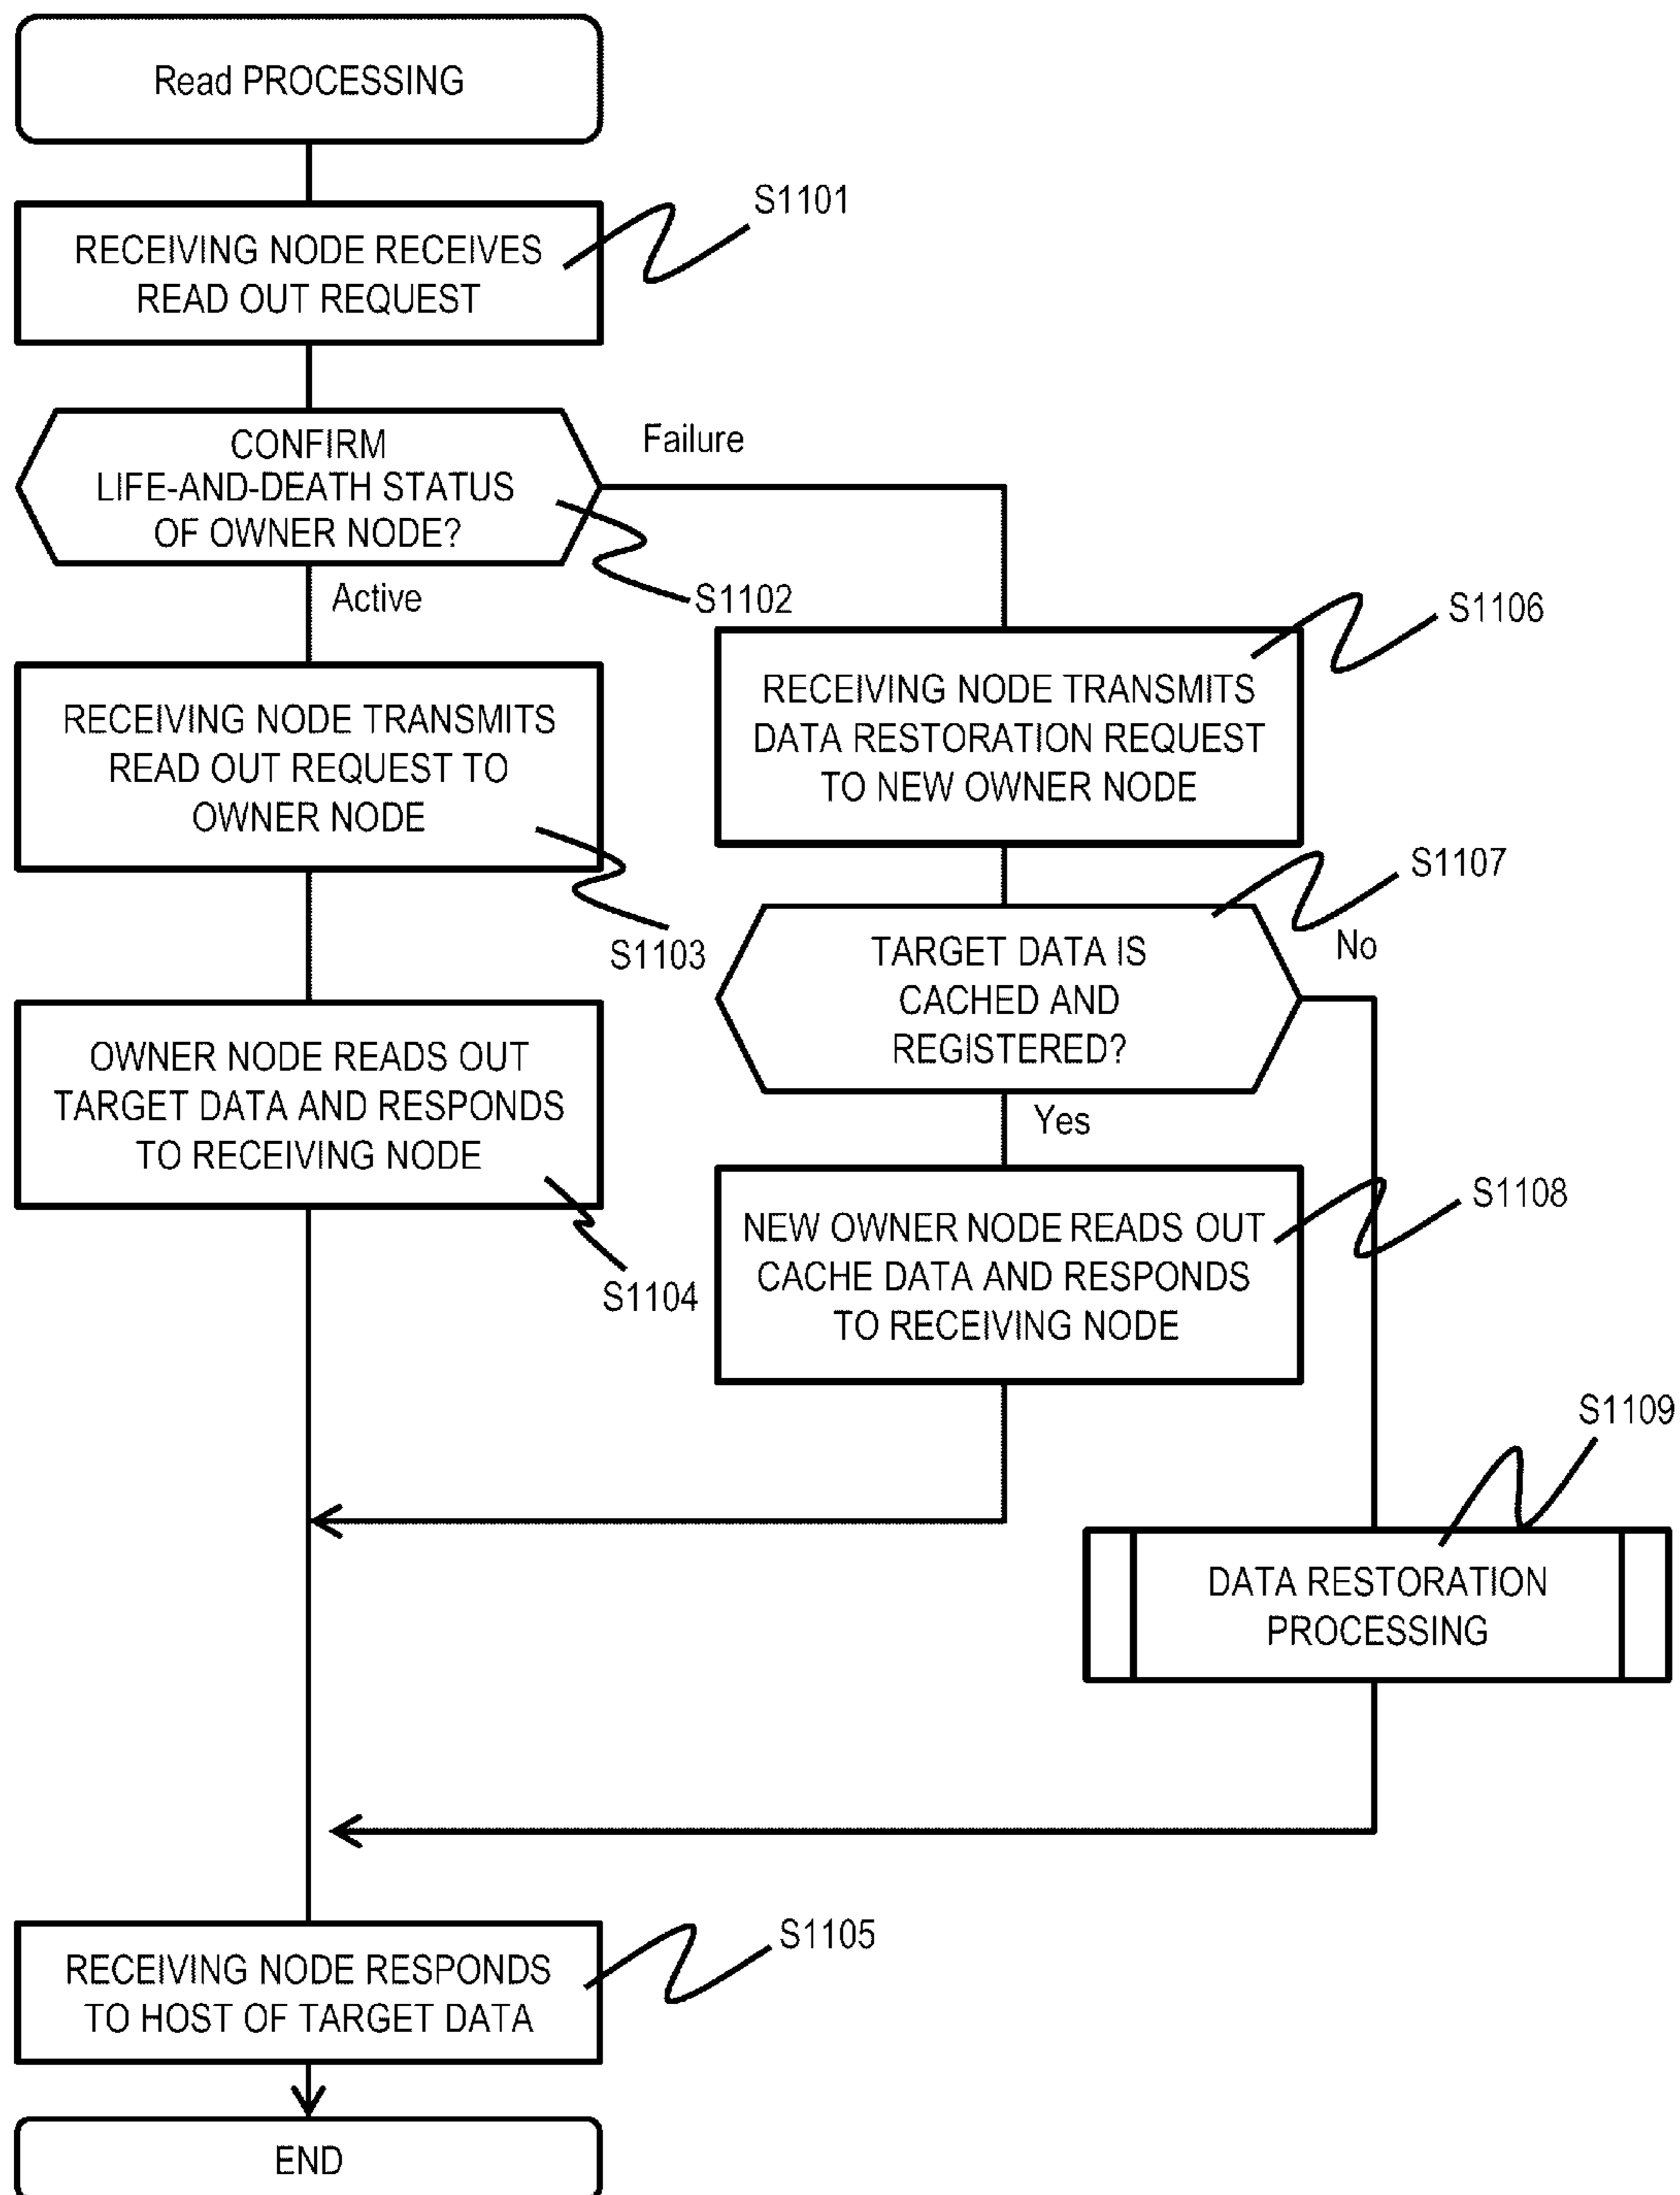 Read PROCESSING
S1101
RECEIVING NODE RECEIVES
READ OUT REQUEST
CONFIRM
LIFE-AND-DEATH STATUS
OF OWNER NODE?
Failure
S1102
Active
S1106
RECEIVING NODE TRANSMITS
READ OUT REQUEST TO
OWNER NODE
S1103
RECEIVING NODE TRANSMITS
DATA RESTORATION REQUEST
TO NEW OWNER NODE
S1107
TARGET DATA IS
CACHED AND
REGISTERED?
No
Yes
OWNER NODE READS OUT
TARGET DATA AND RESPONDS
TO RECEIVING NODE
S1104
S1108
NEW OWNER NODE READS OUT
CACHE DATA AND RESPONDS
TO RECEIVING NODE
S1109
DATA RESTORATION
PROCESSING
S1105
RECEIVING NODE RESPONDS
TO HOST OF TARGET DATA
END